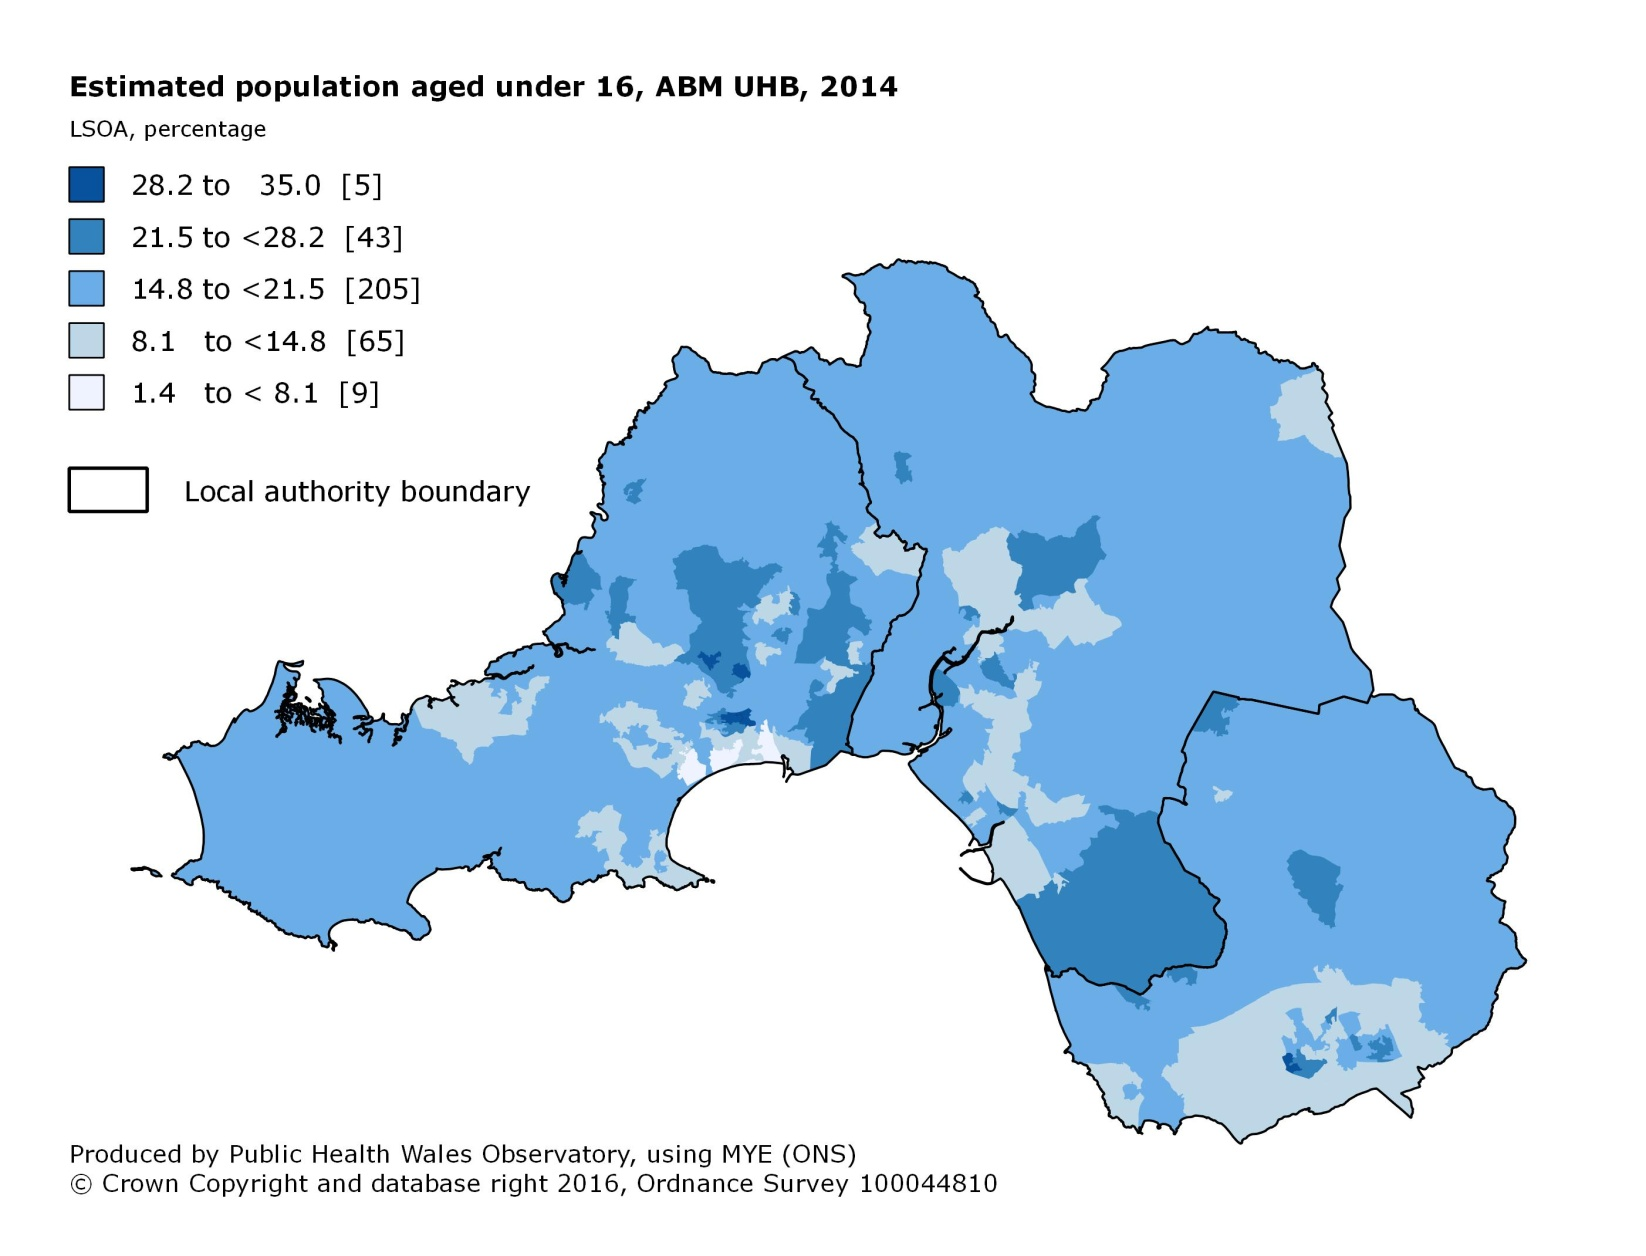 Estimated population aged under 16, ABM UHB, 2014
LSOA, percentage
28.2 to 35.0 [5]
21.5 to <28.2 [43]
14.8 to <21.5 [205]
8.1 to <14.8 [65]
1.4 to < 8.1 [9]
Local authority boundary
Produced by Public Health Wales Observatory, using MYE (ONS)
© Crown Copyright and database right 2016, Ordnance Survey 100044810